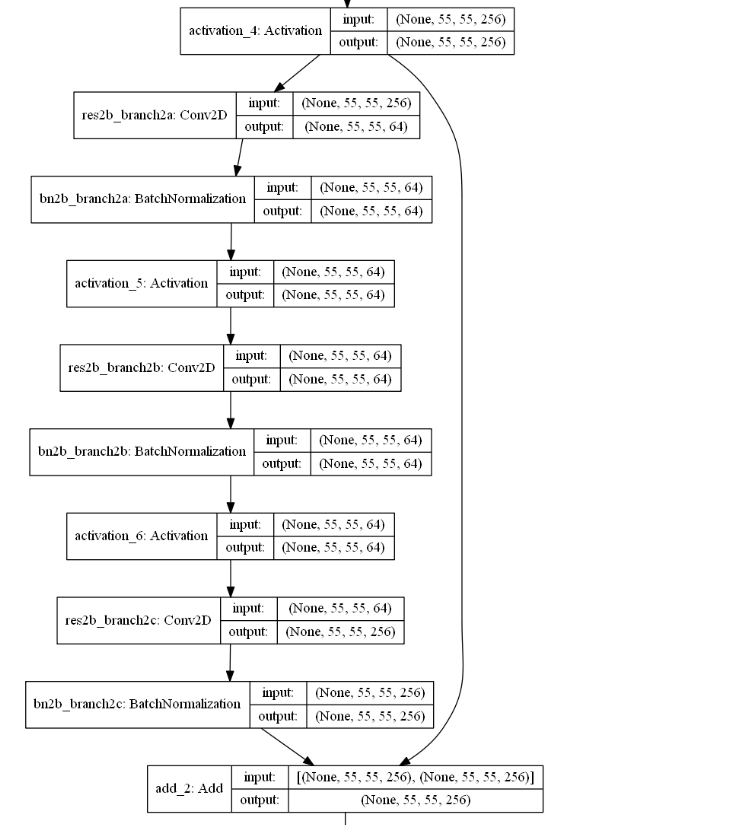 activation_4: Activation
input: (None, 55, 55, 256)
output: (None, 55, 55, 256)
res2b_branch2a: Conv2D
input: (None, 55, 55, 256)
output: (None, 55, 55, 64)
bn2b_branch2a: BatchNormalization
input: (None, 55, 55, 64)
output: (None, 55, 55, 64)
activation_5: Activation
input: (None, 55, 55, 64)
output: (None, 55, 55, 64)
res2b_branch2b: Conv2D
input: (None, 55, 55, 64)
output: (None, 55, 55, 64)
bn2b_branch2b: BatchNormalization
input: (None, 55, 55, 64)
output: (None, 55, 55, 64)
activation_6: Activation
input: (None, 55, 55, 64)
output: (None, 55, 55, 64)
res2b_branch2c: Conv2D
input: (None, 55, 55, 64)
output: (None, 55, 55, 256)
bn2b_branch2c: BatchNormalization
input: (None, 55, 55, 256)
output: (None, 55, 55, 256)
add_2: Add
input: [(None, 55, 55, 256), (None, 55, 55, 256)]
output: (None, 55, 55, 256)